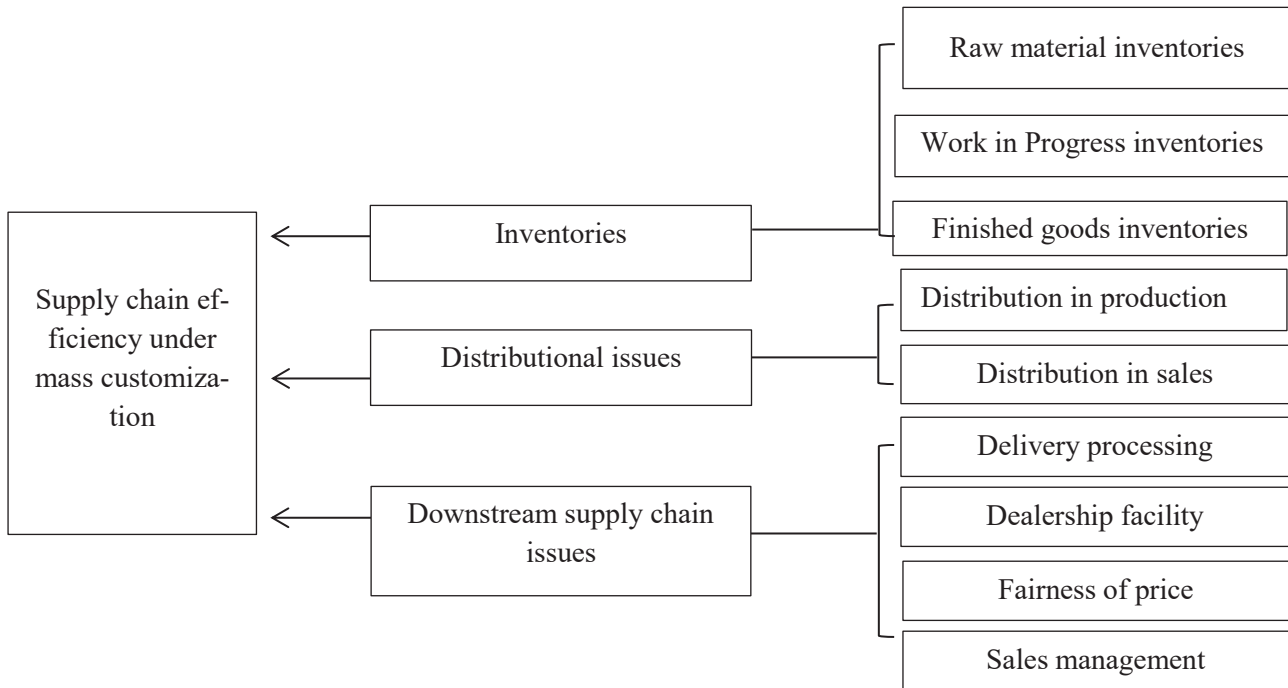 Supply chain ef-
ficiency under
mass customiza-
tion
Inventories
Distributional issues
Downstream supply chain
issues
Raw material inventories
Work in Progress inventories
Finished goods inventories
Distribution in production
Distribution in sales
Delivery processing
Dealership facility
Fairness of price
Sales management